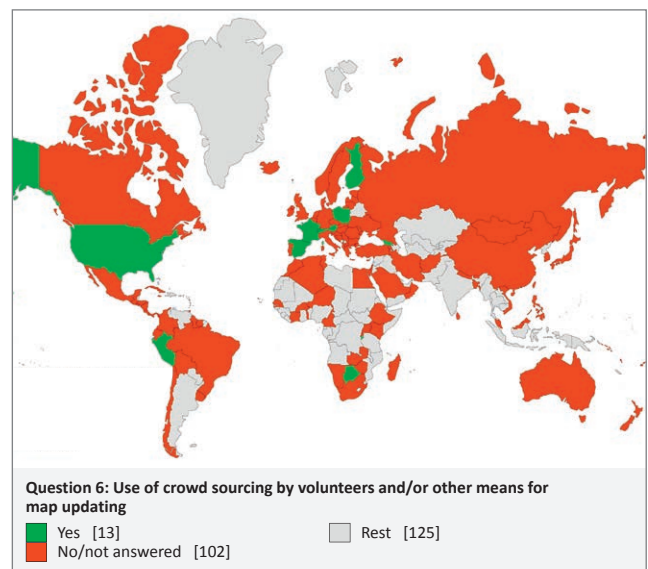 Question 6: Use of crowd sourcing by volunteers and/or other means for
map updating
Yes [13]
Rest [125]
No/not answered [102]